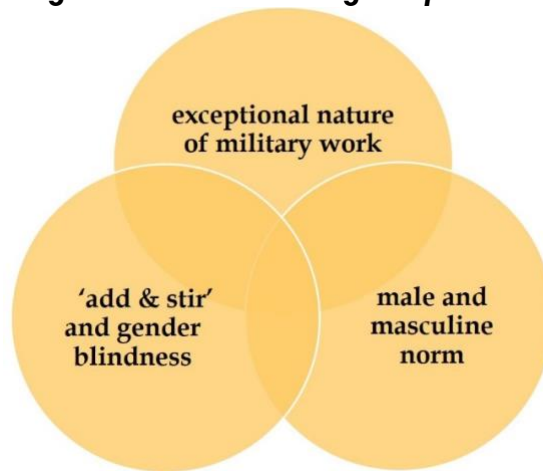 exceptional nature
of military work
'add & stir'
and gender
blindness
male and
masculine
norm